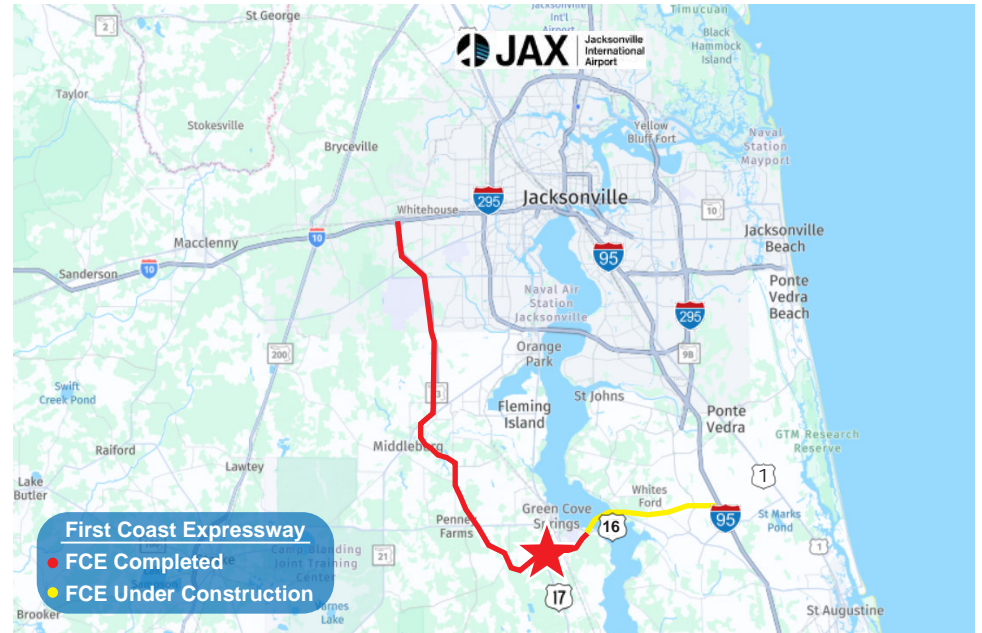 St George
Jacksonville
Int'l
Airport
Timucuan
2
JAX
Jacksonville
International
Airport
Black
Hammock
Island
Taylor
Stokesville
Bryceville
Yellow
Bluff Fort
Naval
Station
Mayport
295
Jacksonville
Whitehouse
10
10
Macclenny
95
Jacksonville
Beach
Sanderson
10
Ponte
Vedra
Beach
Naval Air
Station
Jacksonville
295
Orange
Park
200
9B
Swift
Creek Pond
Fleming
Island
St Johns
Ponte
Vedra
Middleburg
GTM Research
Reserve
Raiford
Lawtey
1
Lake
Butler
Whites
Ford
Penney
Farms
Green Cove
Springs
16
95
St Marks
Pond
First Coast Expressway
FCE Completed
FCE Under Construction
Camp Blanding
Joint Training
Center
21
1
17
Brooker
Lake
St Augustine